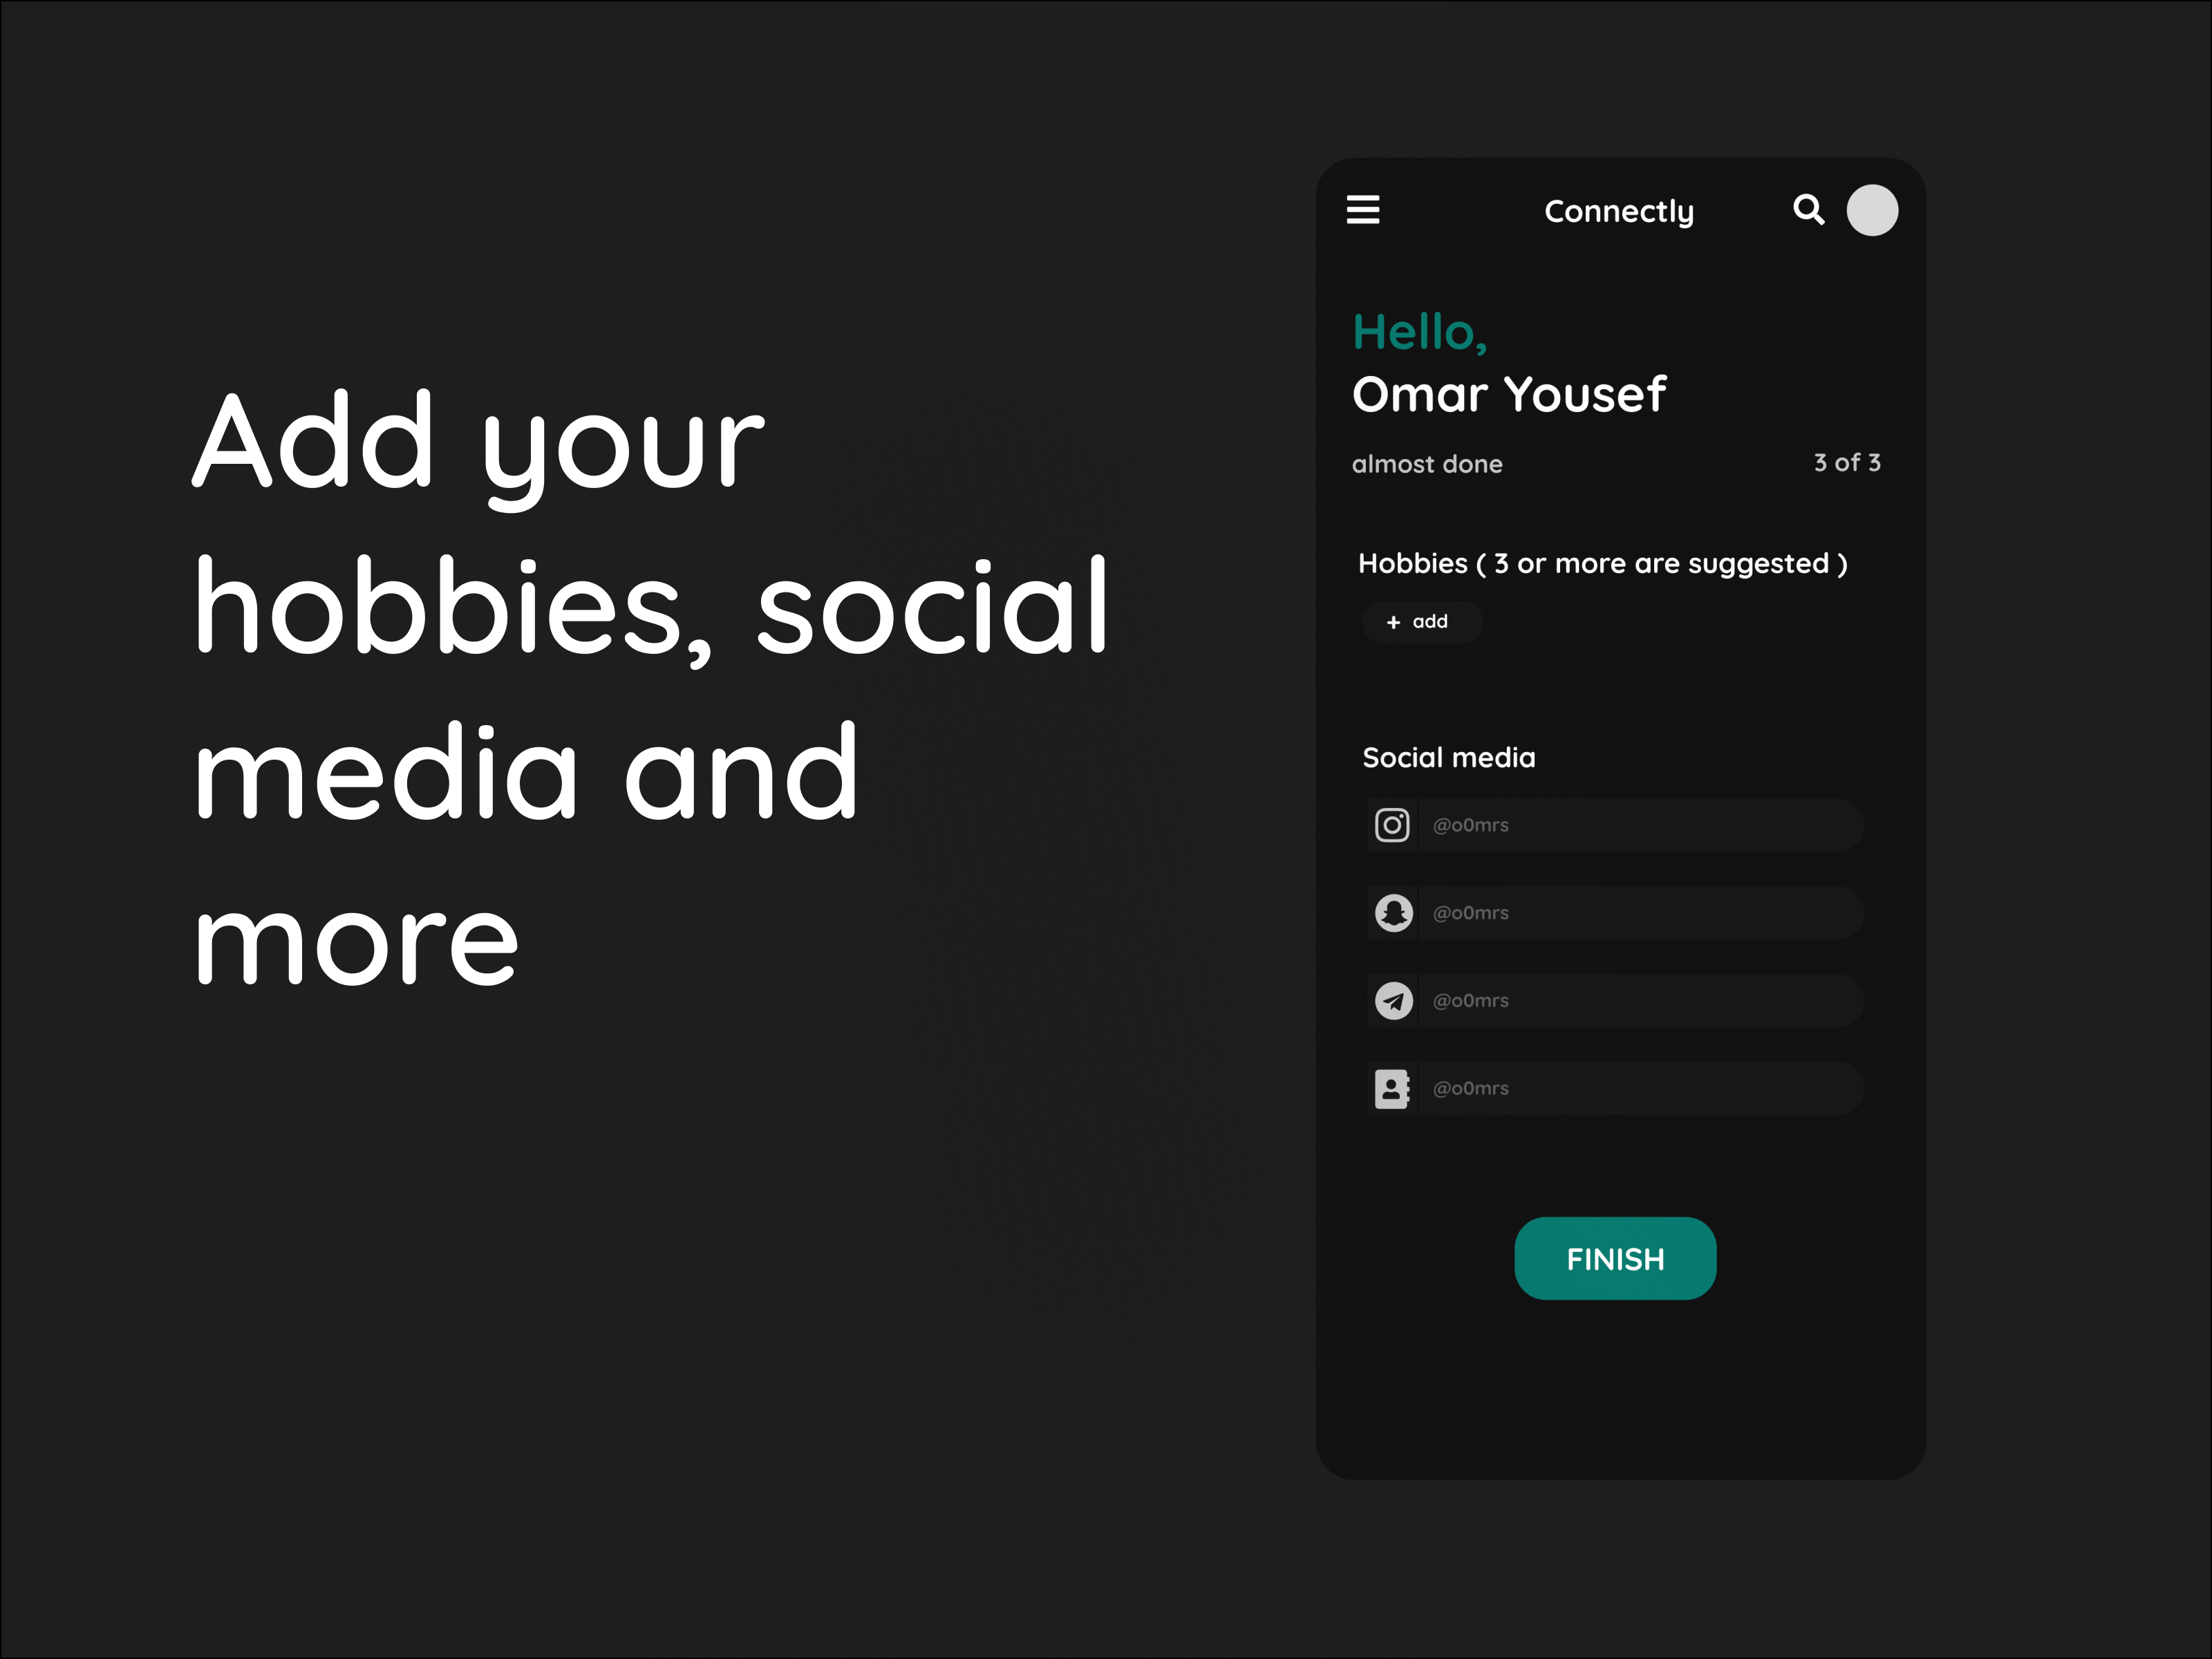 Add your
hobbies, social
media and
more
Connectly
Hello,
Omar Yousef
almost done
3 of 3
Hobbies ( 3 or more are suggested )
+ add
Social media
@o0mrs
@o0mrs
@o0mrs
@o0mrs
FINISH